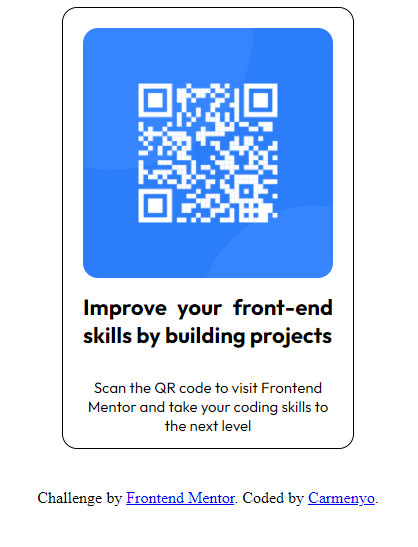 Improve your front-end
skills by building projects
Scan the QR code to visit Frontend
Mentor and take your coding skills to
the next level
Challenge by Frontend Mentor. Coded by Carmenyo.